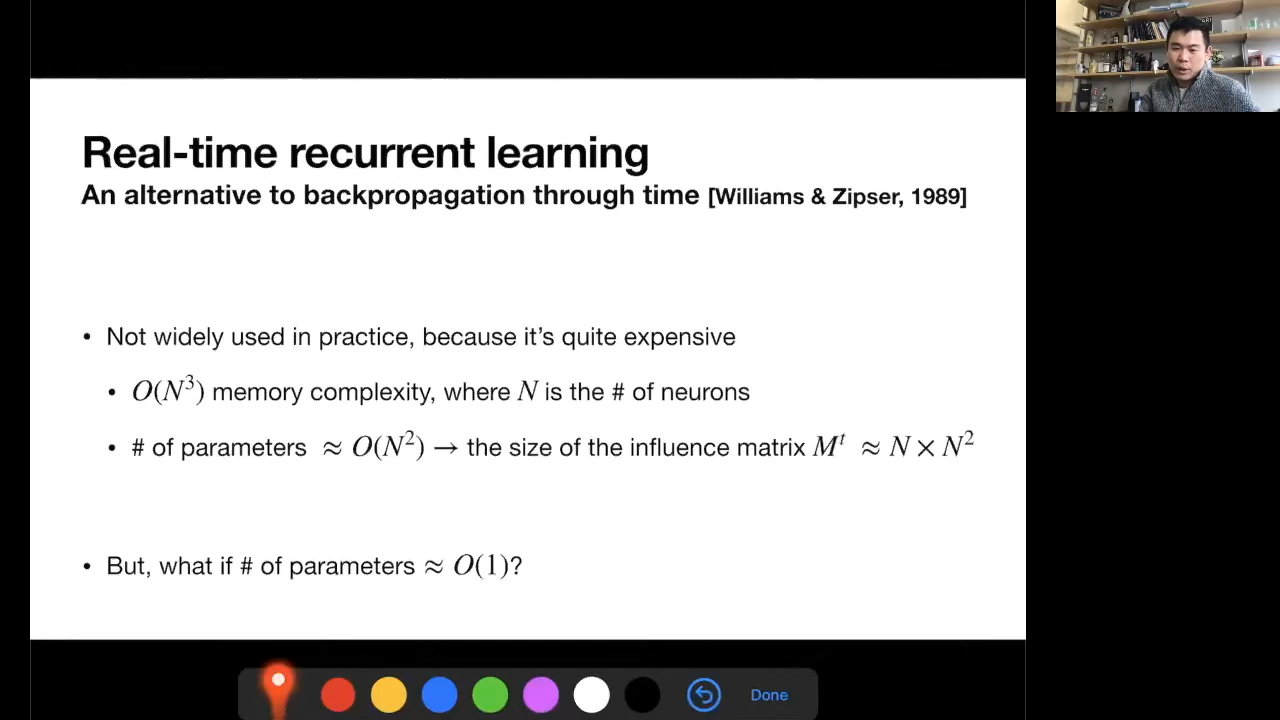 Real-time recurrent learning
An alternative to backpropagation through time [Williams & Zipser, 1989]
• Not widely used in practice, because it's quite expensive
• O(N³) memory complexity, where N is the # of neurons
• # of parameters ≈ O(N²) → the size of the influence matrix Mᵗ ≈ N × N²
• But, what if # of parameters ≈ O(1)?
Done